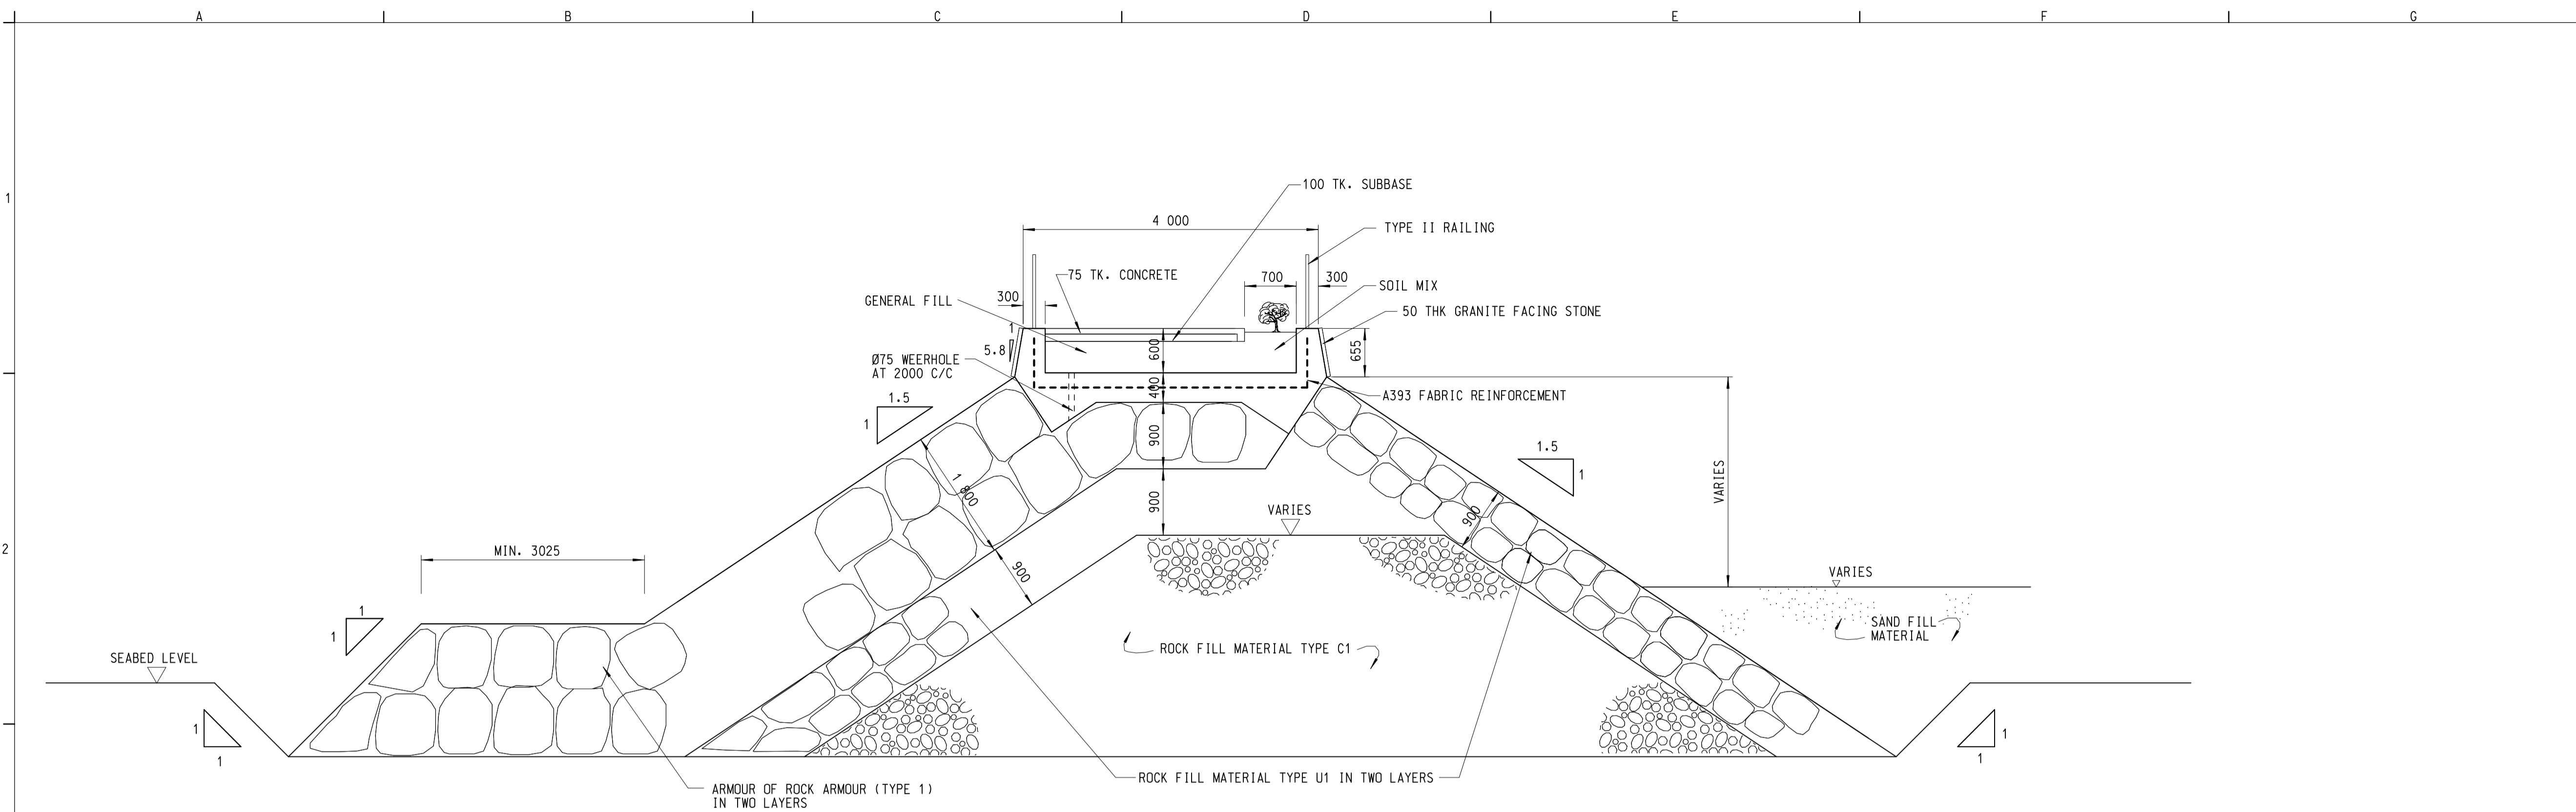 A B C D E F G
1
100 TK. SUBBASE
4 000
TYPE II RAILING
75 TK. CONCRETE
700
300
SOIL MIX
GENERAL FILL
300
50 THK GRANITE FACING STONE
1
5.8
600
655
Ø75 WEERHOLE
AT 2000 C/C
400
A393 FABRIC REINFORCEMENT
1.5
1
900
1.5
1
VARIES
1 800
900
900
VARIES
2
MIN. 3025
900
VARIES
1
1
SAND FILL
MATERIAL
ROCK FILL MATERIAL TYPE C1
SEABED LEVEL
1
1
1
1
ROCK FILL MATERIAL TYPE U1 IN TWO LAYERS
ARMOUR OF ROCK ARMOUR (TYPE 1)
IN TWO LAYERS